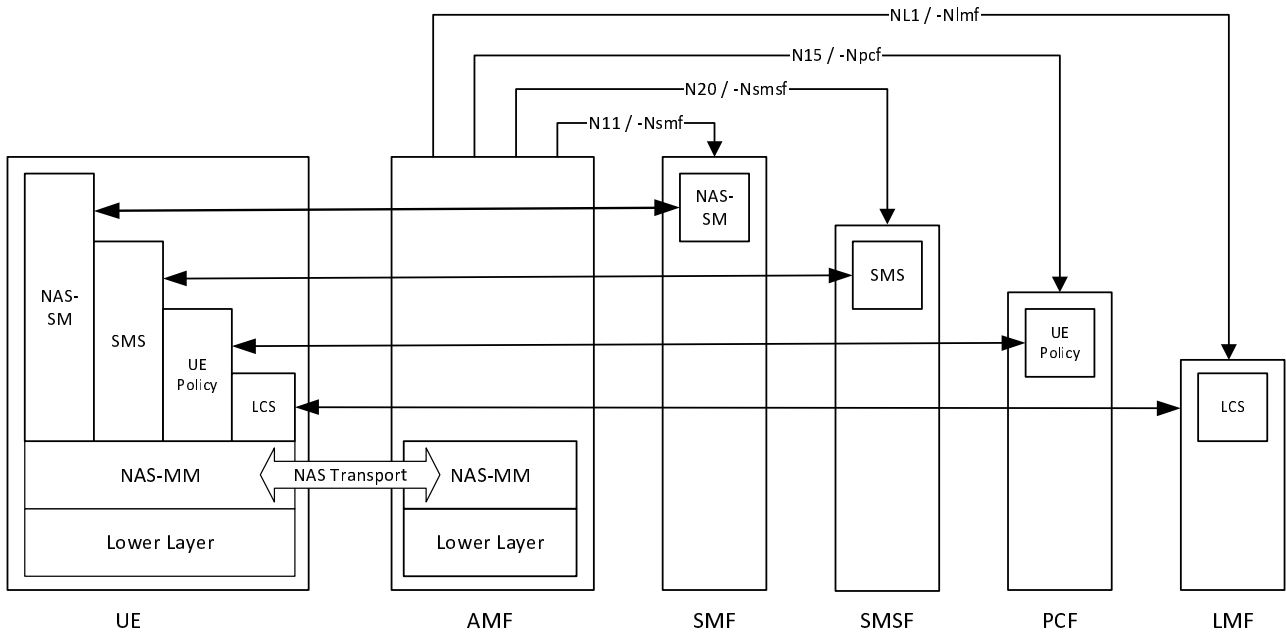 NL1 / -Nlmf
N15 / -Npcf
N20 / -Nsmsf
N11 / -Nsmf
NAS-
SM
SMS
UE
Policy
LCS
NAS-MM
Lower Layer
NAS Transport
NAS-MM
Lower Layer
NAS-
SM
SMS
UE
Policy
LCS
UE
AMF
SMF
SMSF
PCF
LMF